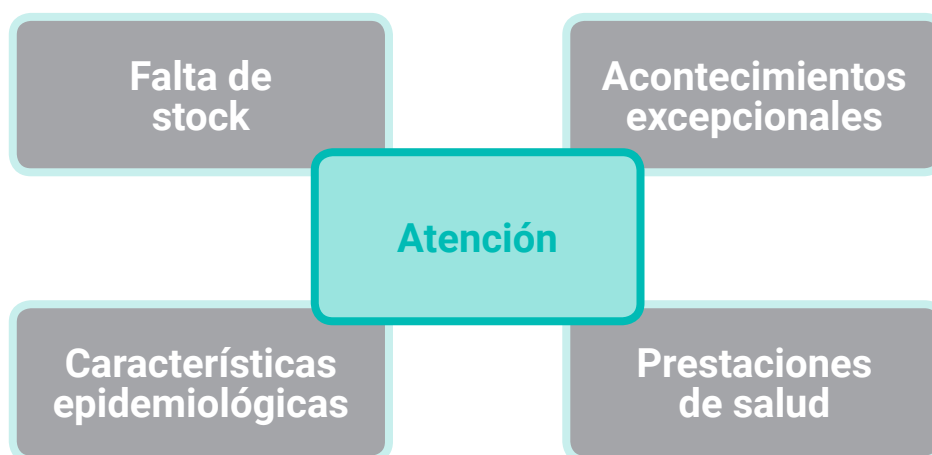 Falta de
stock
Acontecimientos
excepcionales
Atención
Características
epidemiológicas
Prestaciones
de salud